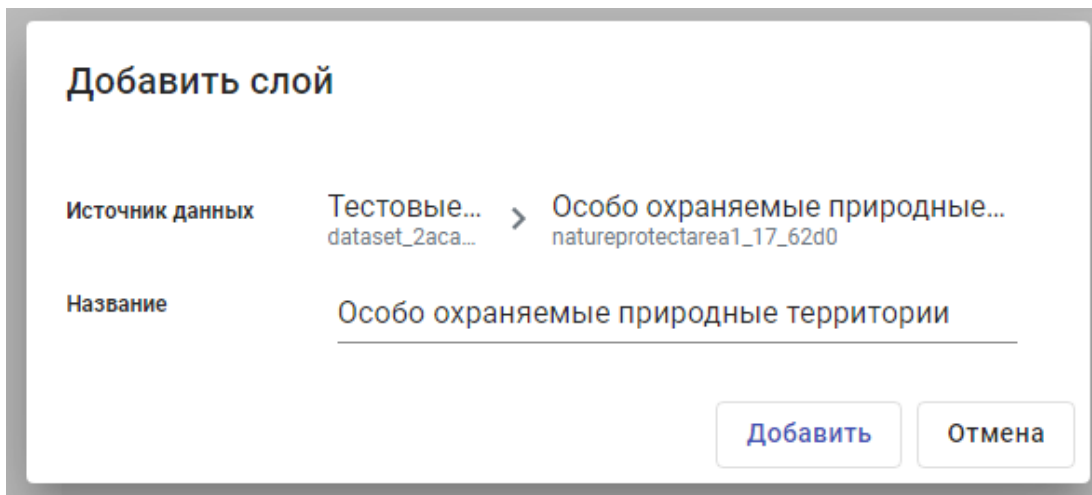 Добавить слой
Источник данных
Тестовые... > Особо охраняемые природные...
dataset_2aca... natureprotectarea1_17_62d0
Название
Особо охраняемые природные территории
Добавить Отмена